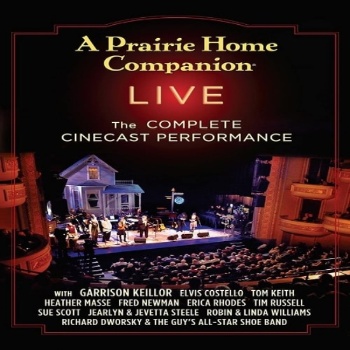 A Prairie Home
Companion®
LIVE
The COMPLETE
CINECAST PERFORMANCE
WITH GARRISON KEILLOR ELVIS COSTELLO TOM KEITH
HEATHER MASSE FRED NEWMAN ERICA RHODES TIM RUSSELL
SUE SCOTT JEARLYN & JEVETTA STEELE ROBIN & LINDA WILLIAMS
RICHARD DWORSKY & THE GUY'S ALL-STAR SHOE BAND